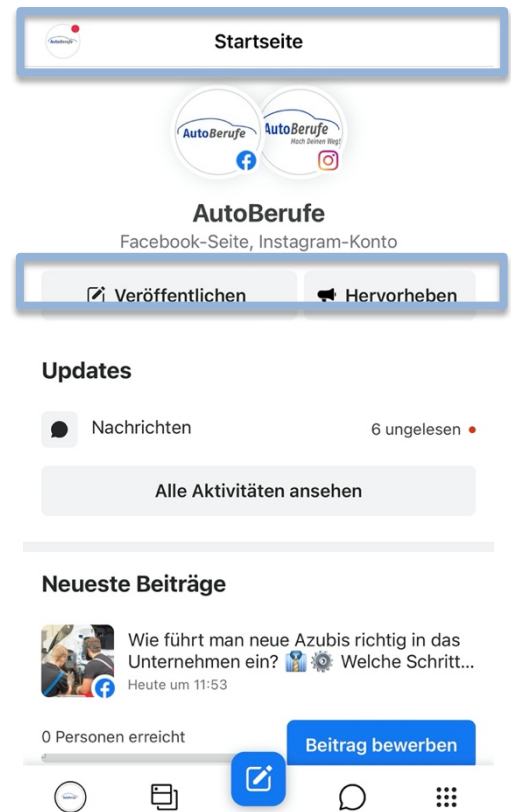 Startseite
AutoBerufe
AutoBerufe
Mach Deinen Weg!
AutoBerufe
Facebook-Seite, Instagram-Konto
Veröffentlichen
Hervorheben
Updates
Nachrichten
6 ungelesen
Alle Aktivitäten ansehen
Neueste Beiträge
Wie führt man neue Azubis richtig in das
Unternehmen ein? 👔⚙️ Welche Schritt...
Heute um 11:53
0 Personen erreicht
Beitrag bewerben